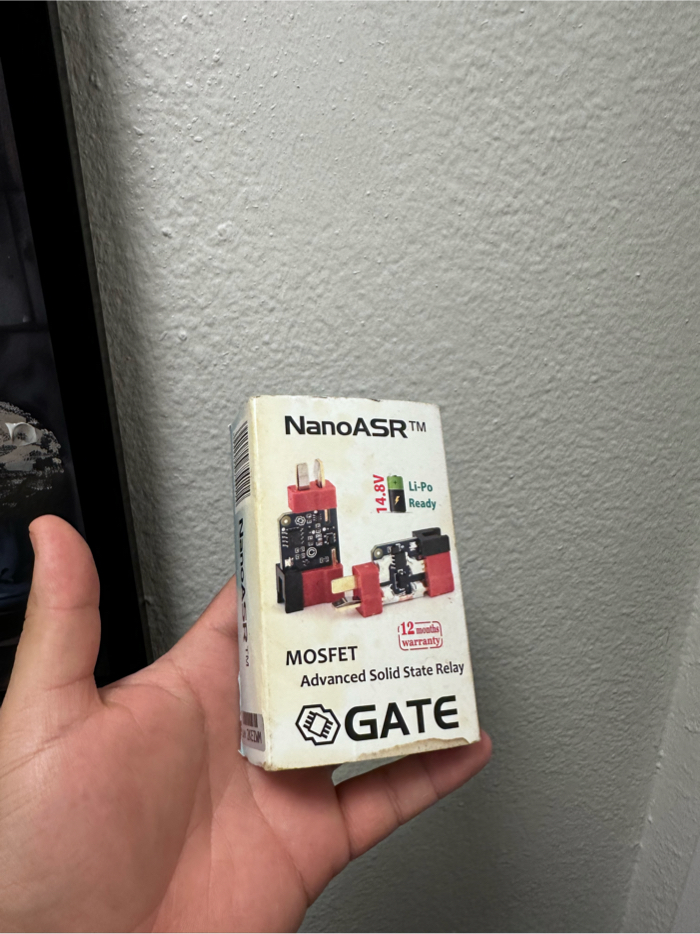 NanoASR™
14.8V
Li-Po
Ready
12 months
warranty
MOSFET
Advanced Solid State Relay
GATE
NanoASR™